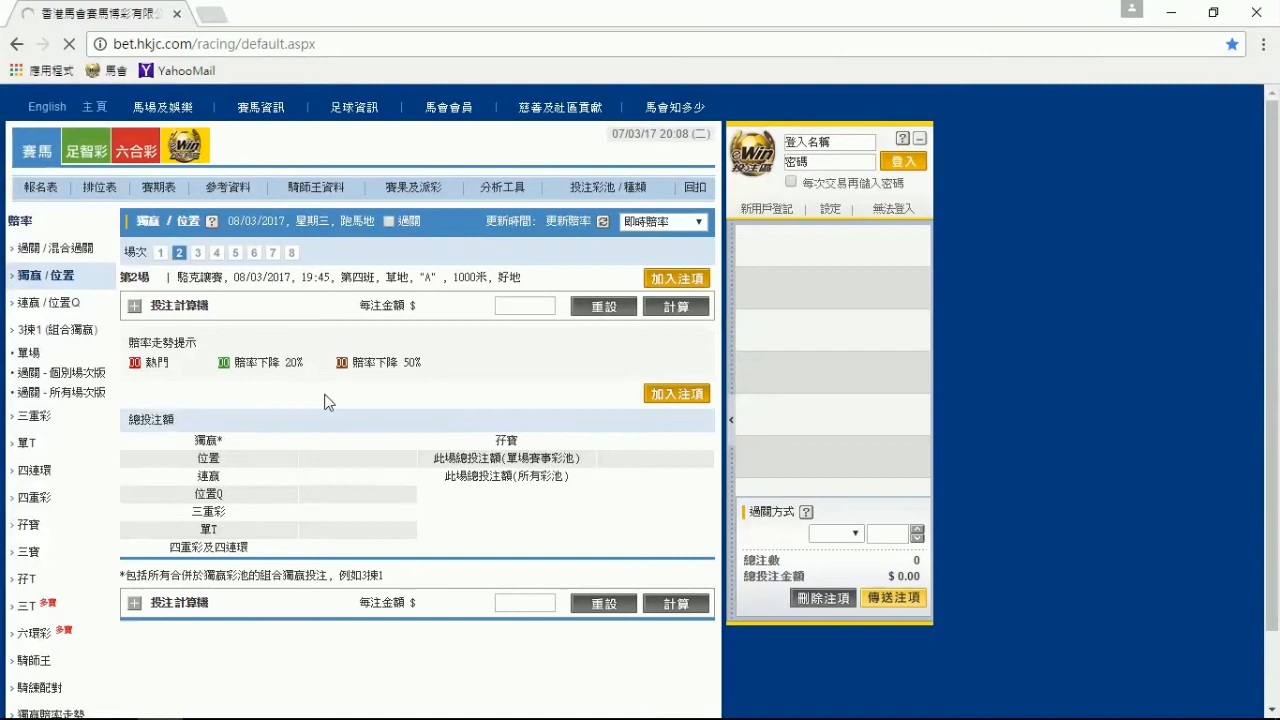 香港馬會賽馬博彩有限公
bet.hkjc.com/racing/default.aspx
應用程式 馬會 YahooMail
English 主頁 馬場及娛樂 | 賽馬資訊 | 足球資訊 | 馬會會員 | 慈善及社區貢獻 | 馬會知多少
賽馬 足智彩 六合彩
07/03/17 20:08 (二)
報名表 排位表 賽期表 參考資料 騎師王資料 賽果及派彩 分析工具 投注彩池 / 種類 回扣
賠率
過關 / 混合過關
獨贏 / 位置
連贏 / 位置Q
3揀1 (組合獨贏)
單場
過關 - 個別場次版
過關 - 所有場次版
三重彩
單T
四連環
四重彩
孖寶
三寶
孖T
三T 多寶
六環彩 多寶
騎師王
騎練配對
獨贏賠率走勢
獨贏 / 位置 ? 08/03/2017, 星期三, 跑馬地 過關 更新時間: 更新賠率 即時賠率
場次 1 2 3 4 5 6 7 8
第2場 | 駱克讓賽, 08/03/2017, 19:45, 第四班, 草地, "A" , 1000米, 好地 加入注項
投注計算機 每注金額 $ 重設 計算
賠率走勢提示
熱門 賠率下降 20% 賠率下降 50%
加入注項
總投注額
獨贏* 孖寶
位置 此場總投注額(單場賽事彩池)
連贏 此場總投注額(所有彩池)
位置Q
三重彩
單T
四重彩及四連環
*包括所有合併於獨贏彩池的組合獨贏投注, 例如3揀1
投注計算機 每注金額 $ 重設 計算
eWin 投注區
登入名稱 ?
密碼 登入
每次交易再儲入密碼
新用戶登記 | 設定 | 無法登入
過關方式 ?
總注數 0
總投注金額 $ 0.00
刪除注項 傳送注項